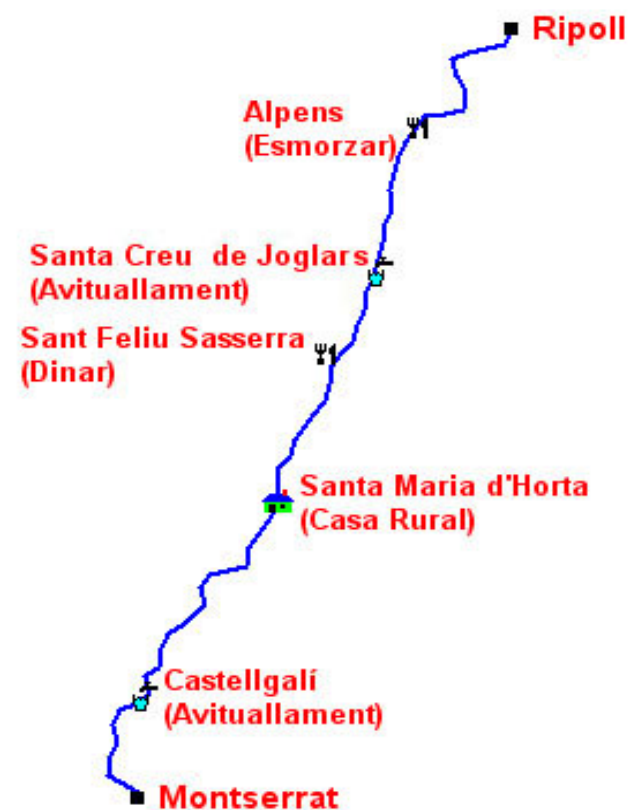 Ripoll
Alpens
(Esmorzar)
Santa Creu de Joglars
(Avituallament)
Sant Feliu Sasserra
(Dinar)
Santa Maria d'Horta
(Casa Rural)
Castellgalí
(Avituallament)
Montserrat